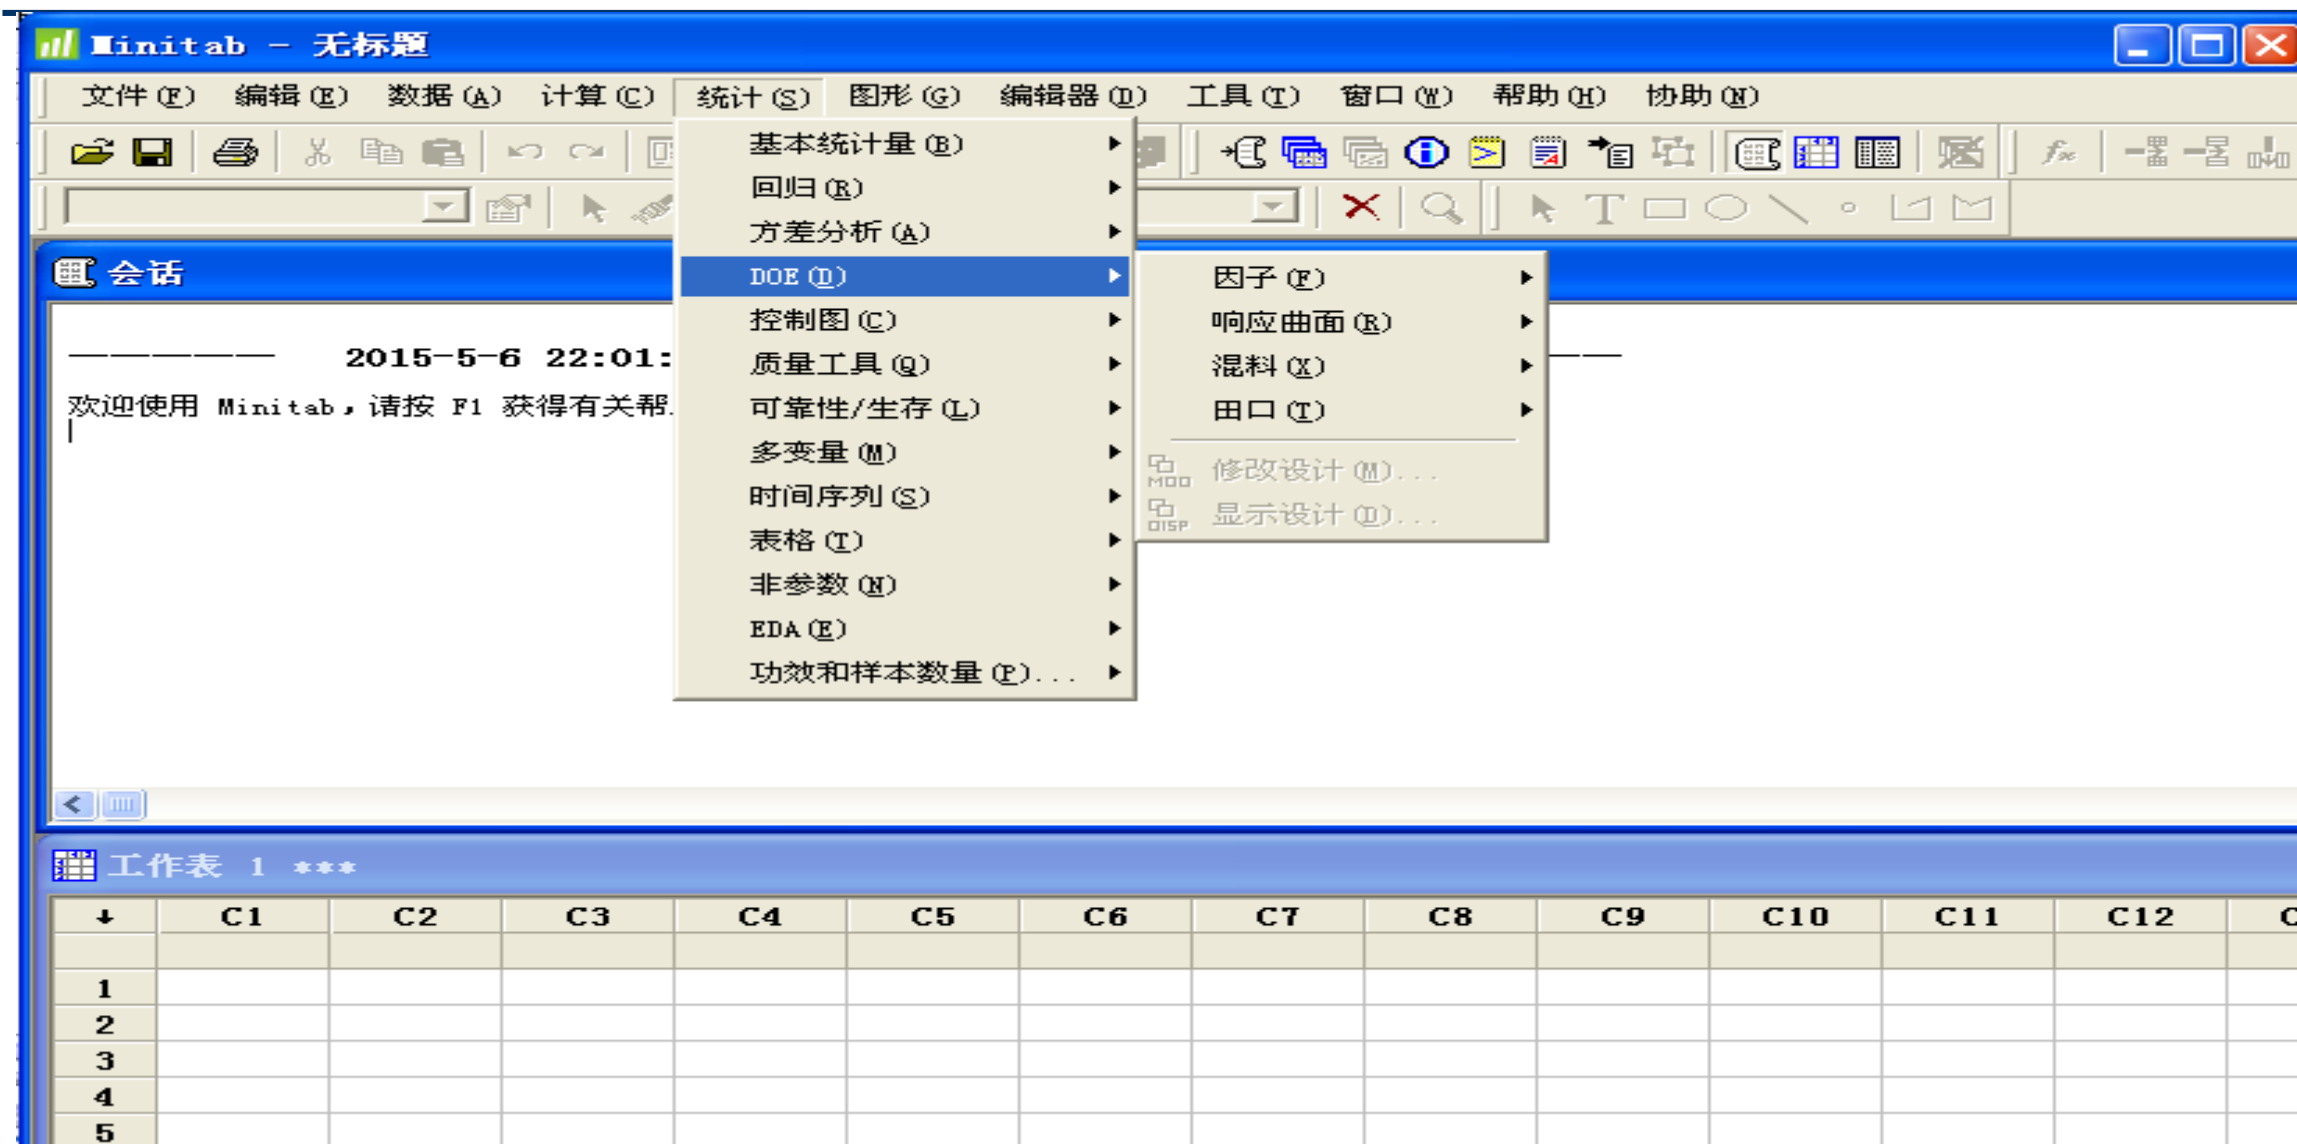 Minitab - 无标题
文件(F) 编辑(E) 数据(A) 计算(C) 统计(S) 图形(G) 编辑器(D) 工具(T) 窗口(W) 帮助(H) 协助(N)
基本统计量(B)
回归(R)
方差分析(A)
DOE(D)
控制图(C)
质量工具(Q)
可靠性/生存(L)
多变量(M)
时间序列(S)
表格(T)
非参数(N)
EDA(E)
功效和样本数量(P)...
因子(F)
响应曲面(R)
混料(X)
田口(T)
MOD 修改设计(M)...
DISP 显示设计(D)...
会话
————— 2015-5-6 22:01: ——
欢迎使用 Minitab，请按 F1 获得有关帮
工作表 1 ***
↓ C1 C2 C3 C4 C5 C6 C7 C8 C9 C10 C11 C12
1
2
3
4
5